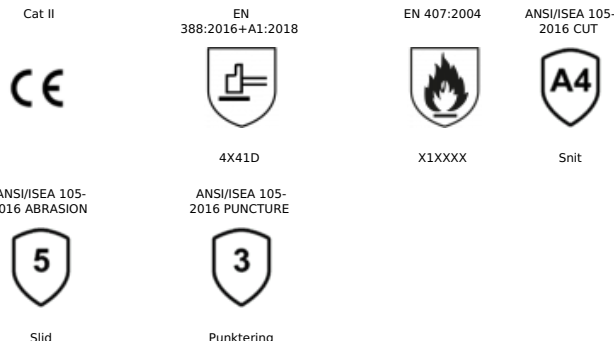 Cat II
EN
388:2016+A1:2018
EN 407:2004
ANSI/ISEA 105-
2016 CUT
CE
A4
4X41D
X1XXXX
Snit
ANSI/ISEA 105-
016 ABRASION
ANSI/ISEA 105-
2016 PUNCTURE
5
3
Slid
Punktering